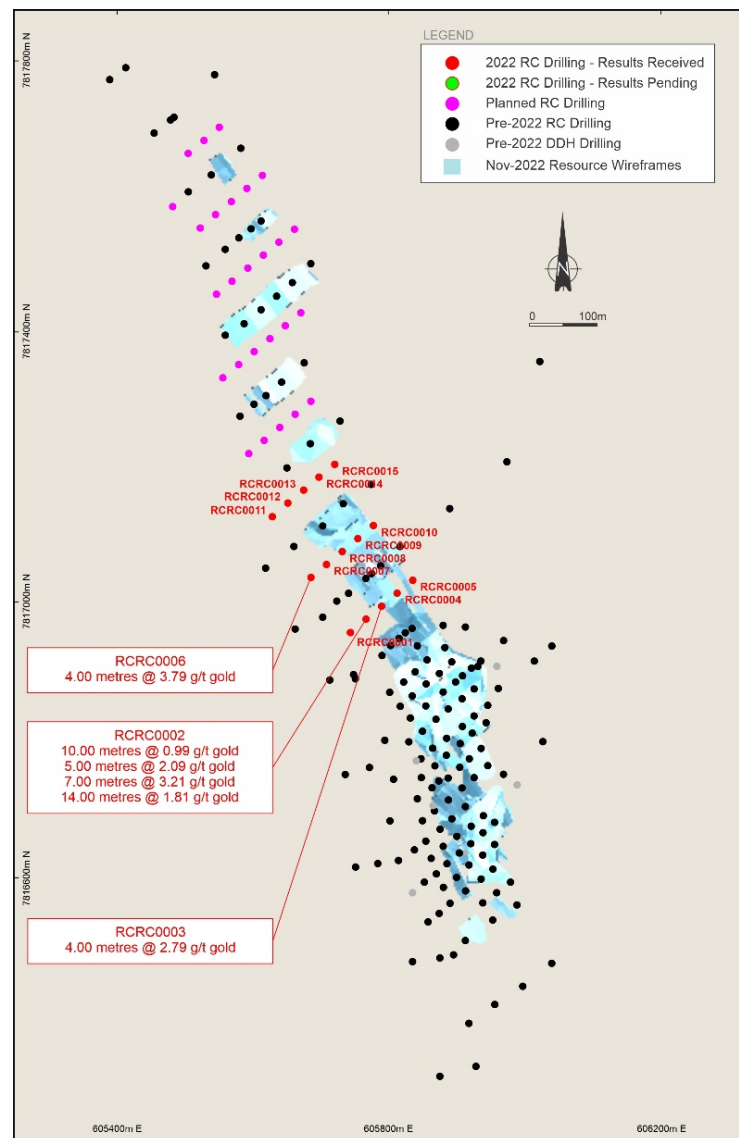 LEGEND
2022 RC Drilling - Results Received
2022 RC Drilling - Results Pending
Planned RC Drilling
Pre-2022 RC Drilling
Pre-2022 DDH Drilling
Nov-2022 Resource Wireframes
N
0 100m
7817800m N
7817400m N
7817000m N
7816600m N
RCRC0015
RCRC0014
RCRC0013
RCRC0012
RCRC0011
RCRC0010
RCRC0009
RCRC0008
RCRC0007
RCRC0005
RCRC0004
RCRC0001
RCRC0006
4.00 metres @ 3.79 g/t gold
RCRC0002
10.00 metres @ 0.99 g/t gold
5.00 metres @ 2.09 g/t gold
7.00 metres @ 3.21 g/t gold
14.00 metres @ 1.81 g/t gold
RCRC0003
4.00 metres @ 2.79 g/t gold
605400m E
605800m E
606200m E